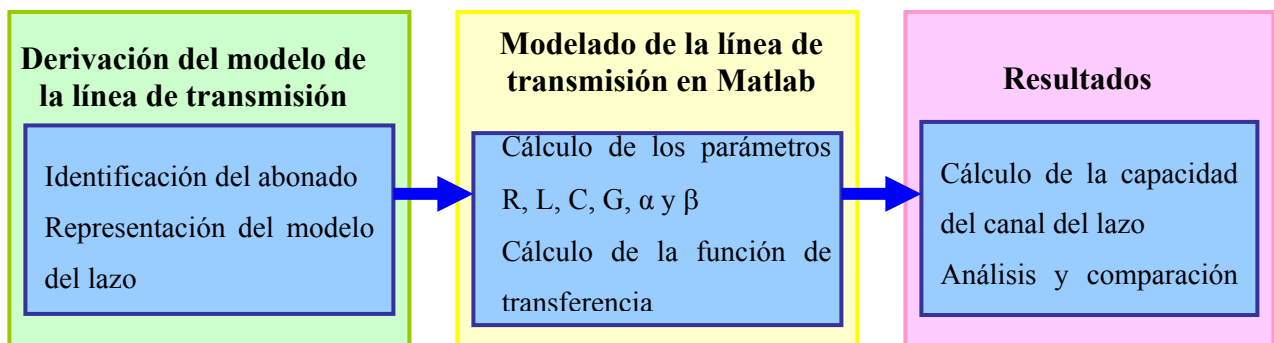 Derivación del modelo de
la línea de transmisión
Identificación del abonado
Representación del modelo
del lazo
Modelado de la línea de
transmisión en Matlab
Cálculo de los parámetros
R, L, C, G, α y β
Cálculo de la función de
transferencia
Resultados
Cálculo de la capacidad
del canal del lazo
Análisis y comparación